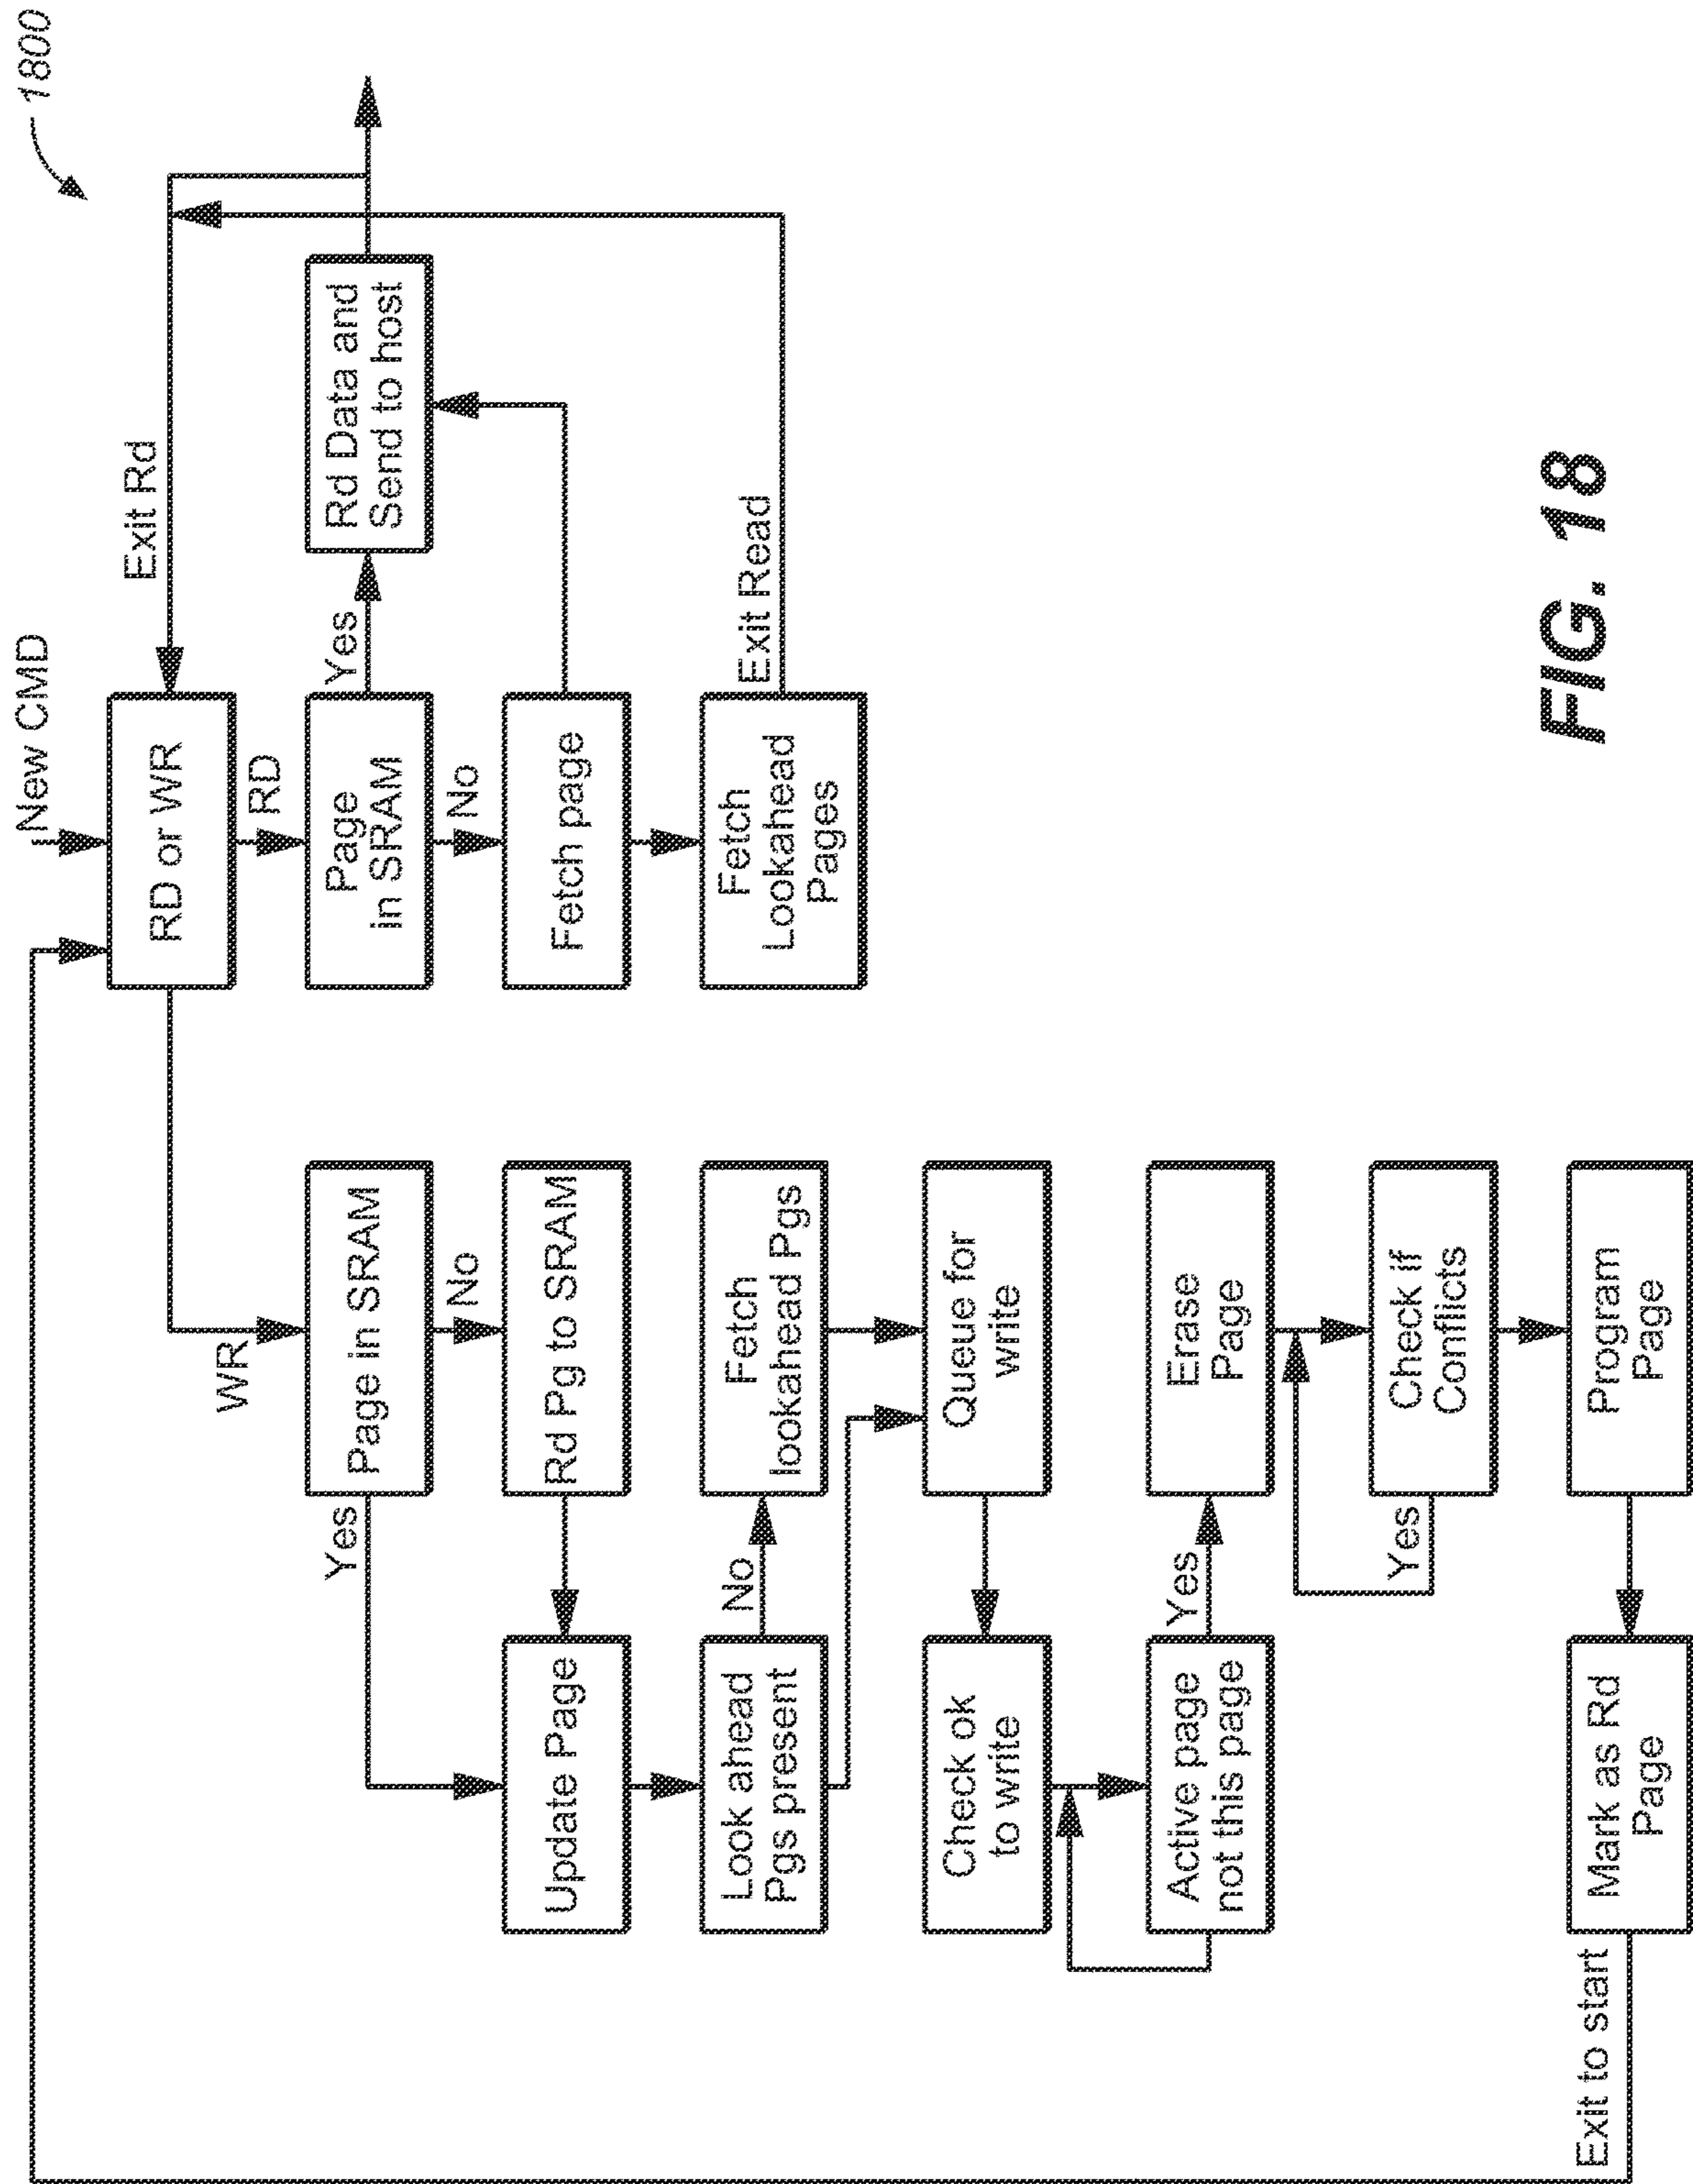 1800
New CMD
Exit Rd
RD or WR
WR
RD
Page
in SRAM
Yes
Rd Data and
Send to host
No
Fetch page
Fetch
Lookahead
Pages
Exit Read
Page in SRAM
Yes
No
Rd Pg to SRAM
Update Page
Look ahead
Pgs present
No
Fetch
lookahead Pgs
Queue for
write
Check ok
to write
Active page
not this page
Yes
Erase
Page
Check if
Conflicts
Yes
Program
Page
Mark as Rd
Page
Exit to start
FIG. 18